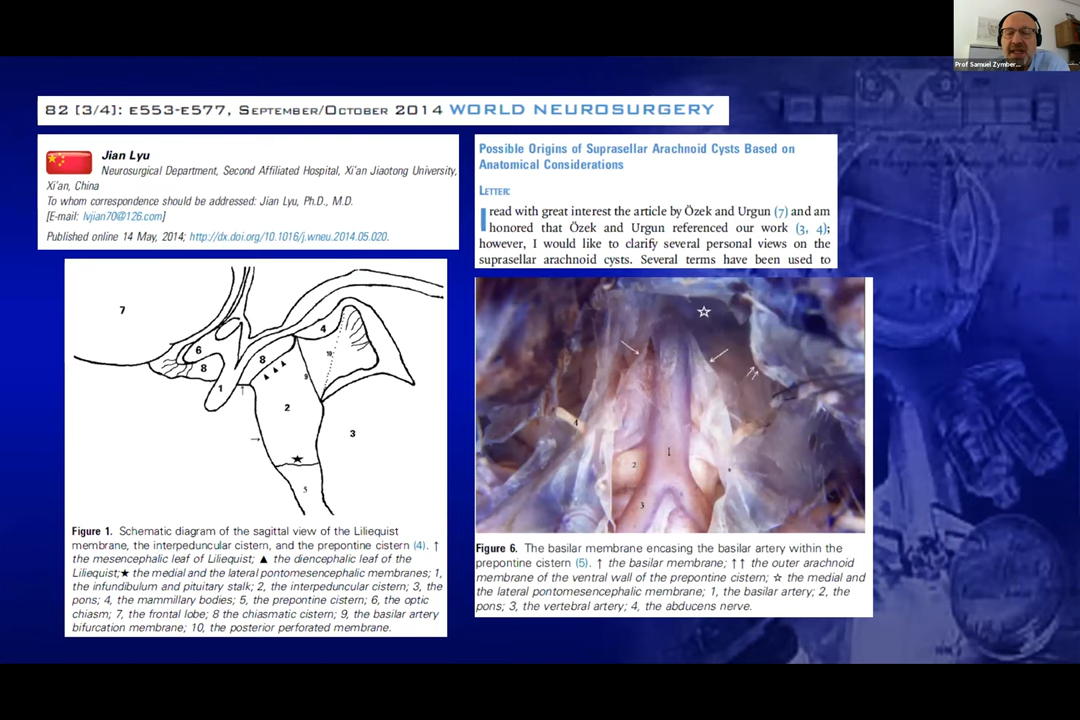 Prof Samuel Zymber...
82 [3/4]: E553-E577, SEPTEMBER/OCTOBER 2014 WORLD NEUROSURGERY
Jian Lyu
Neurosurgical Department, Second Affiliated Hospital, Xi'an Jiaotong University,
Xi'an, China
To whom correspondence should be addressed: Jian Lyu, Ph.D., M.D.
[E-mail: lvjian70@126.com]
Published online 14 May, 2014; http://dx.doi.org/10.1016/j.wneu.2014.05.020.
Possible Origins of Suprasellar Arachnoid Cysts Based on
Anatomical Considerations
LETTER:
I read with great interest the article by Özek and Urgun (7) and am
honored that Özek and Urgun referenced our work (3, 4);
however, I would like to clarify several personal views on the
suprasellar arachnoid cysts. Several terms have been used to
7
6
8
1
8
4
10
9
2
3
5
Figure 1. Schematic diagram of the sagittal view of the Liliequist
membrane, the interpeduncular cistern, and the prepontine cistern (4). ↑
the mesencephalic leaf of Liliequist; ▲ the diencephalic leaf of the
Liliequist;★ the medial and the lateral pontomesencephalic membranes; 1,
the infundibulum and pituitary stalk; 2, the interpeduncular cistern; 3, the
pons; 4, the mammillary bodies; 5, the prepontine cistern; 6, the optic
chiasm; 7, the frontal lobe; 8 the chiasmatic cistern; 9, the basilar artery
bifurcation membrane; 10, the posterior perforated membrane.
4
1
2
3
Figure 6. The basilar membrane encasing the basilar artery within the
prepontine cistern (5). ↑ the basilar membrane; ↑↑ the outer arachnoid
membrane of the ventral wall of the prepontine cistern; ☆ the medial and
the lateral pontomesencephalic membrane; 1, the basilar artery; 2, the
pons; 3, the vertebral artery; 4, the abducens nerve.